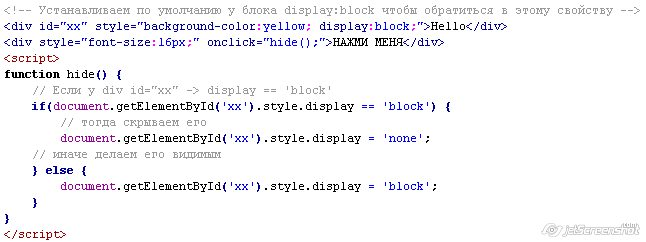 <!-- Устанавливаем по умолчанию у блока display:block чтобы обратиться в этому свойству -->
<div id="xx" style="background-color:yellow; display:block;">Hello</div>
<div style="font-size:16px;" onclick="hide();">НАЖМИ МЕНЯ</div>
<script>
function hide() {
    // Если у div id="xx" -> display == 'block'
    if(document.getElementById('xx').style.display == 'block') {
        // тогда скрываем его
        document.getElementById('xx').style.display = 'none';
    // иначе делаем его видимым
    } else {
        document.getElementById('xx').style.display = 'block';
    }
}
</script>
jetScreenshot